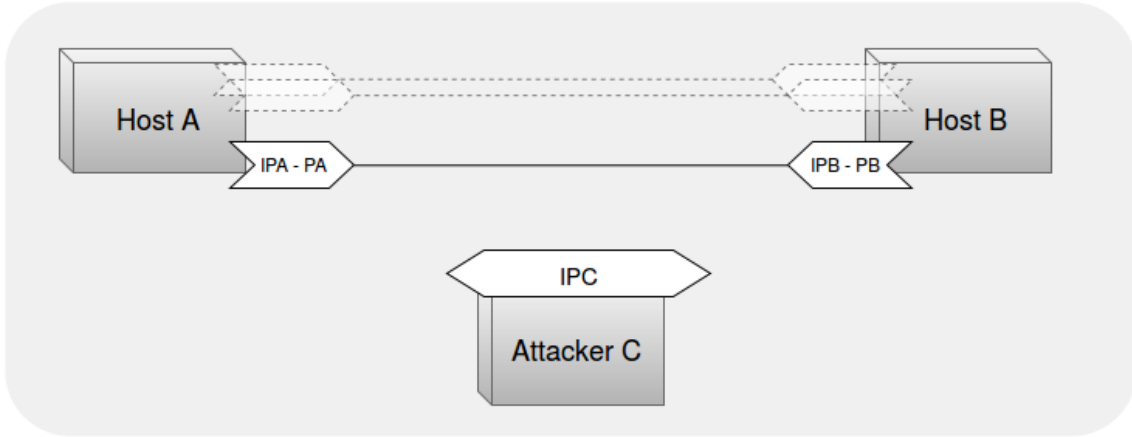 Host A
Host B
IPA - PA
IPB - PB
IPC
Attacker C